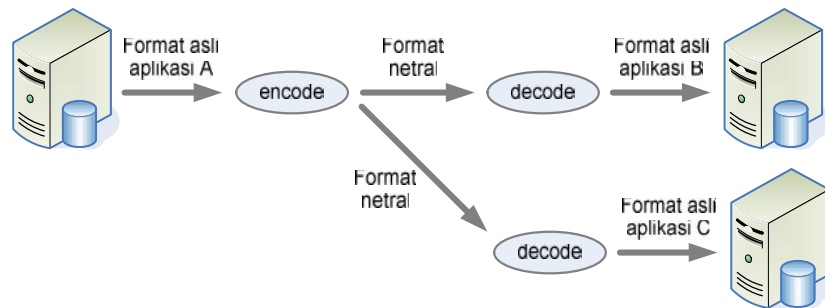 Format asli
aplikasi A
encode
Format
netral
decode
Format asli
aplikasi B
Format
netral
decode
Format asli
aplikasi C